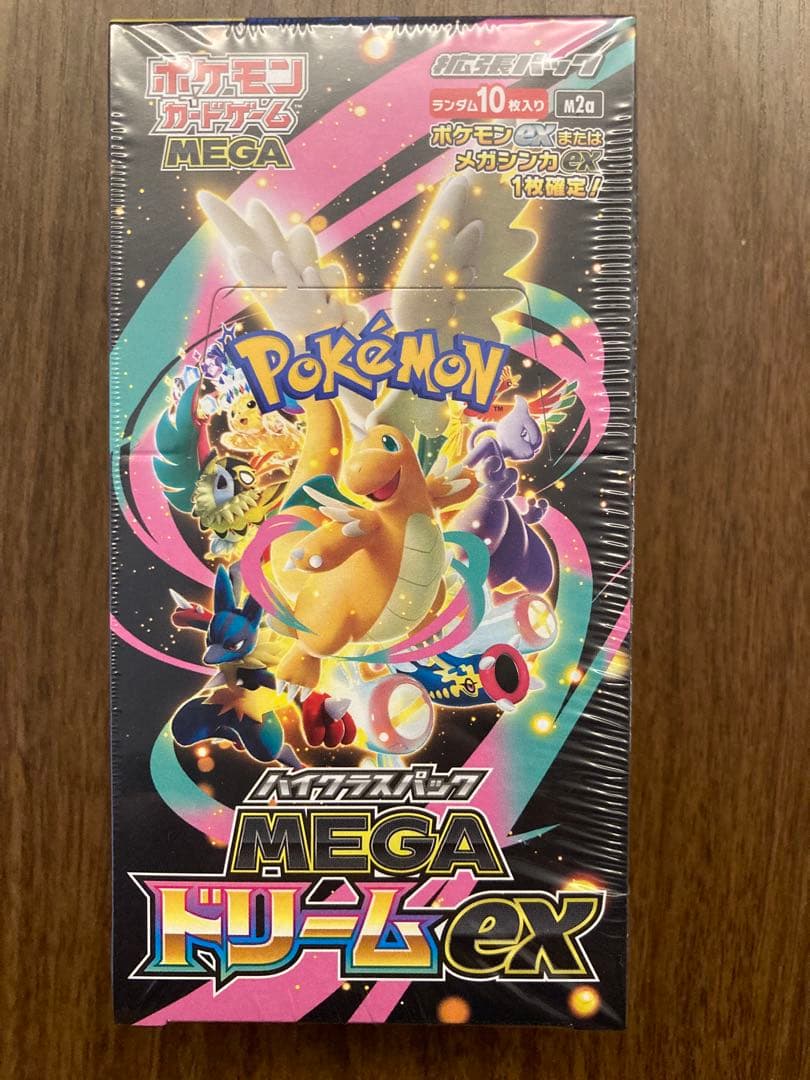 ポケモン
カードゲーム™
MEGA
拡張パック
ランダム10枚入り M2a
ポケモンexまたは
メガシンカex
1枚確定!
POKéMON™
ハイクラスパック
MEGA
ドリームex